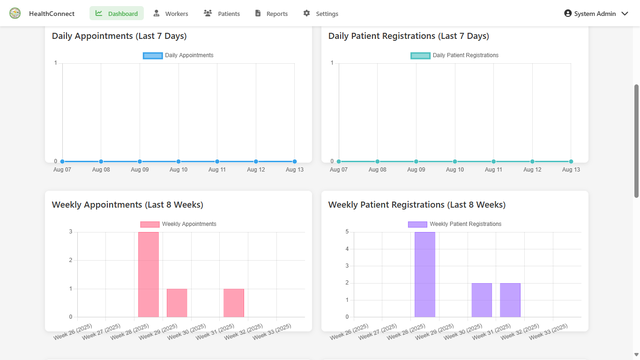 HealthConnect
Dashboard
Workers
Patients
Reports
Settings
System Admin
Daily Appointments (Last 7 Days)
Daily Appointments
1
0
Aug 07 Aug 08 Aug 09 Aug 10 Aug 11 Aug 12 Aug 13
Daily Patient Registrations (Last 7 Days)
Daily Patient Registrations
1
0
Aug 07 Aug 08 Aug 09 Aug 10 Aug 11 Aug 12 Aug 13
Weekly Appointments (Last 8 Weeks)
Weekly Appointments
3
2
1
0
Week 26 (2025) Week 27 (2025) Week 28 (2025) Week 29 (2025) Week 30 (2025) Week 31 (2025) Week 32 (2025) Week 33 (2025)
Weekly Patient Registrations (Last 8 Weeks)
Weekly Patient Registrations
5
4
3
2
1
0
Week 26 (2025) Week 27 (2025) Week 28 (2025) Week 29 (2025) Week 30 (2025) Week 31 (2025) Week 32 (2025) Week 33 (2025)